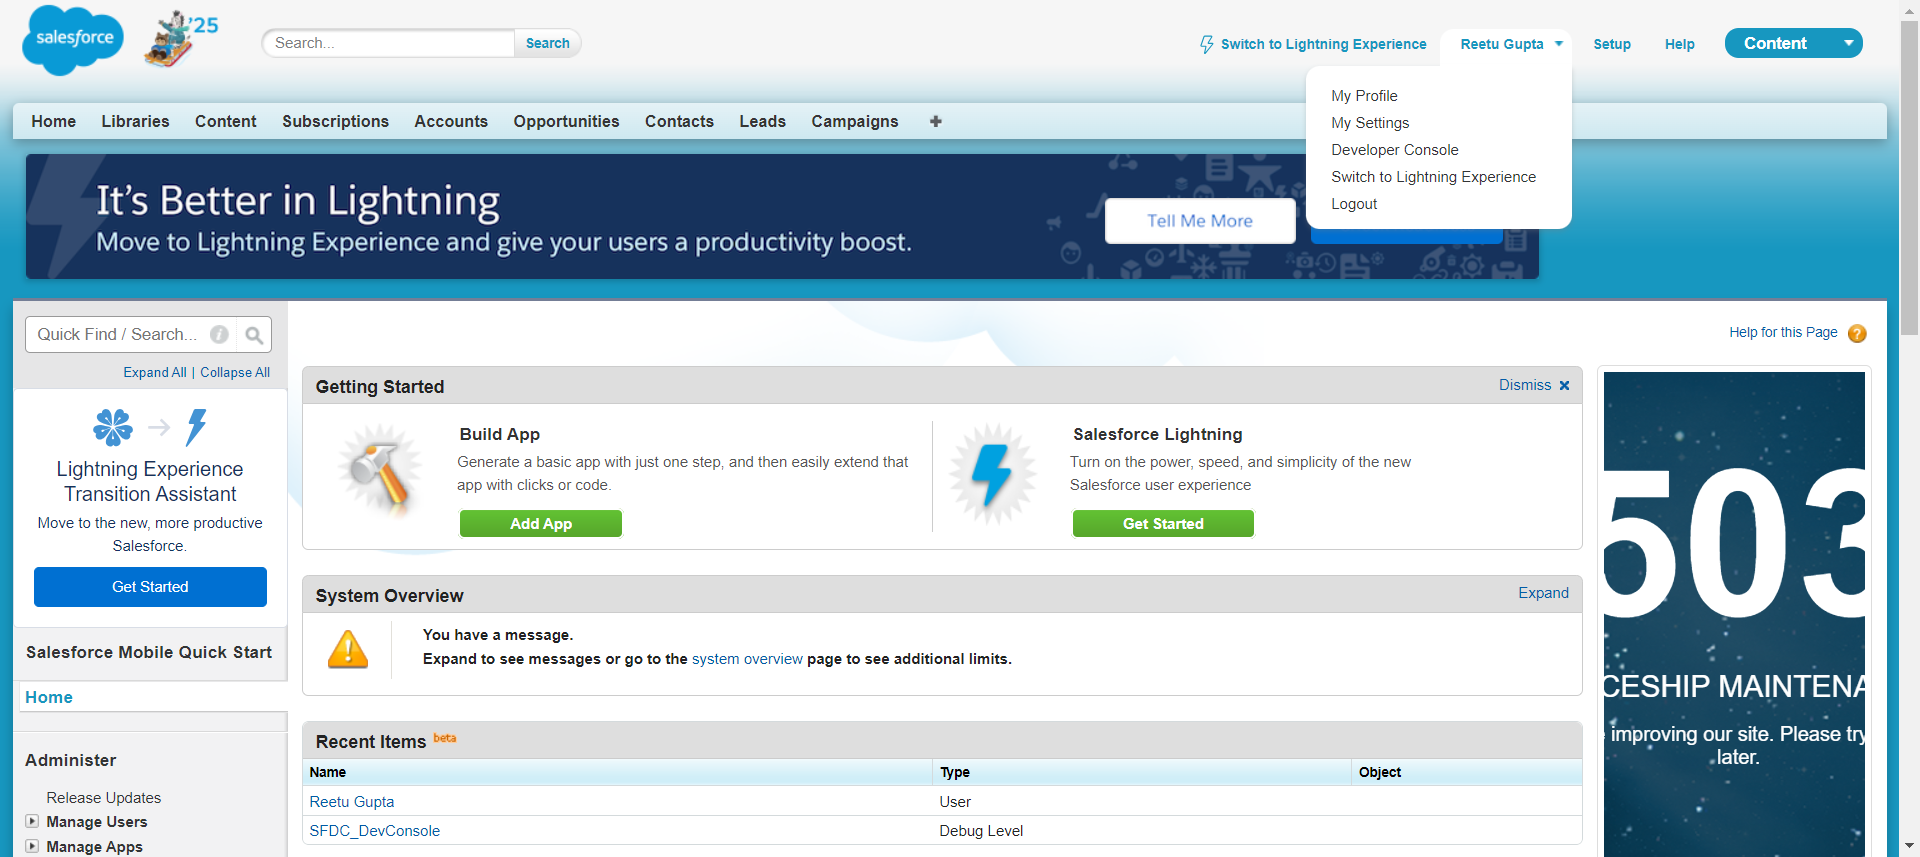 salesforce
'25
Search...
Search
Switch to Lightning Experience
Reetu Gupta
Setup
Help
Content
My Profile
My Settings
Developer Console
Switch to Lightning Experience
Logout
Home
Libraries
Content
Subscriptions
Accounts
Opportunities
Contacts
Leads
Campaigns
+
It's Better in Lightning
Move to Lightning Experience and give your users a productivity boost.
Tell Me More
Quick Find / Search...
i
Expand All | Collapse All
Lightning Experience
Transition Assistant
Move to the new, more productive
Salesforce.
Get Started
Salesforce Mobile Quick Start
Home
Administer
Release Updates
Manage Users
Manage Apps
Help for this Page ?
Getting Started
Dismiss
Build App
Generate a basic app with just one step, and then easily extend that
app with clicks or code.
Add App
Salesforce Lightning
Turn on the power, speed, and simplicity of the new
Salesforce user experience
Get Started
System Overview
Expand
You have a message.
Expand to see messages or go to the system overview page to see additional limits.
Recent Items beta
Name
Type
Object
Reetu Gupta
User
SFDC_DevConsole
Debug Level
503
CESHIP MAINTENA
improving our site. Please try
later.